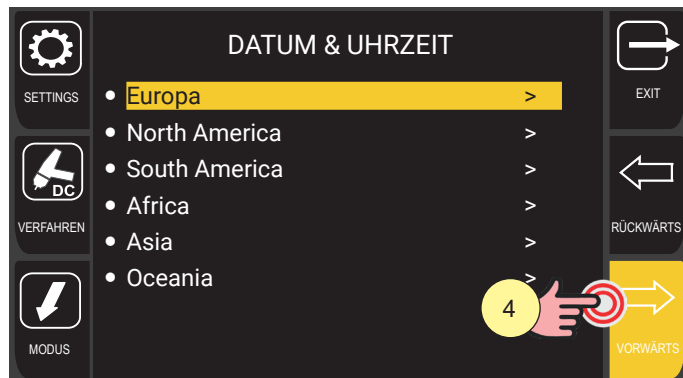 DATUM & UHRZEIT
SETTINGS
DC
VERFAHREN
MODUS
• Europa >
• North America >
• South America >
• Africa >
• Asia >
• Oceania >
4
EXIT
RÜCKWÄRTS
VORWÄRTS